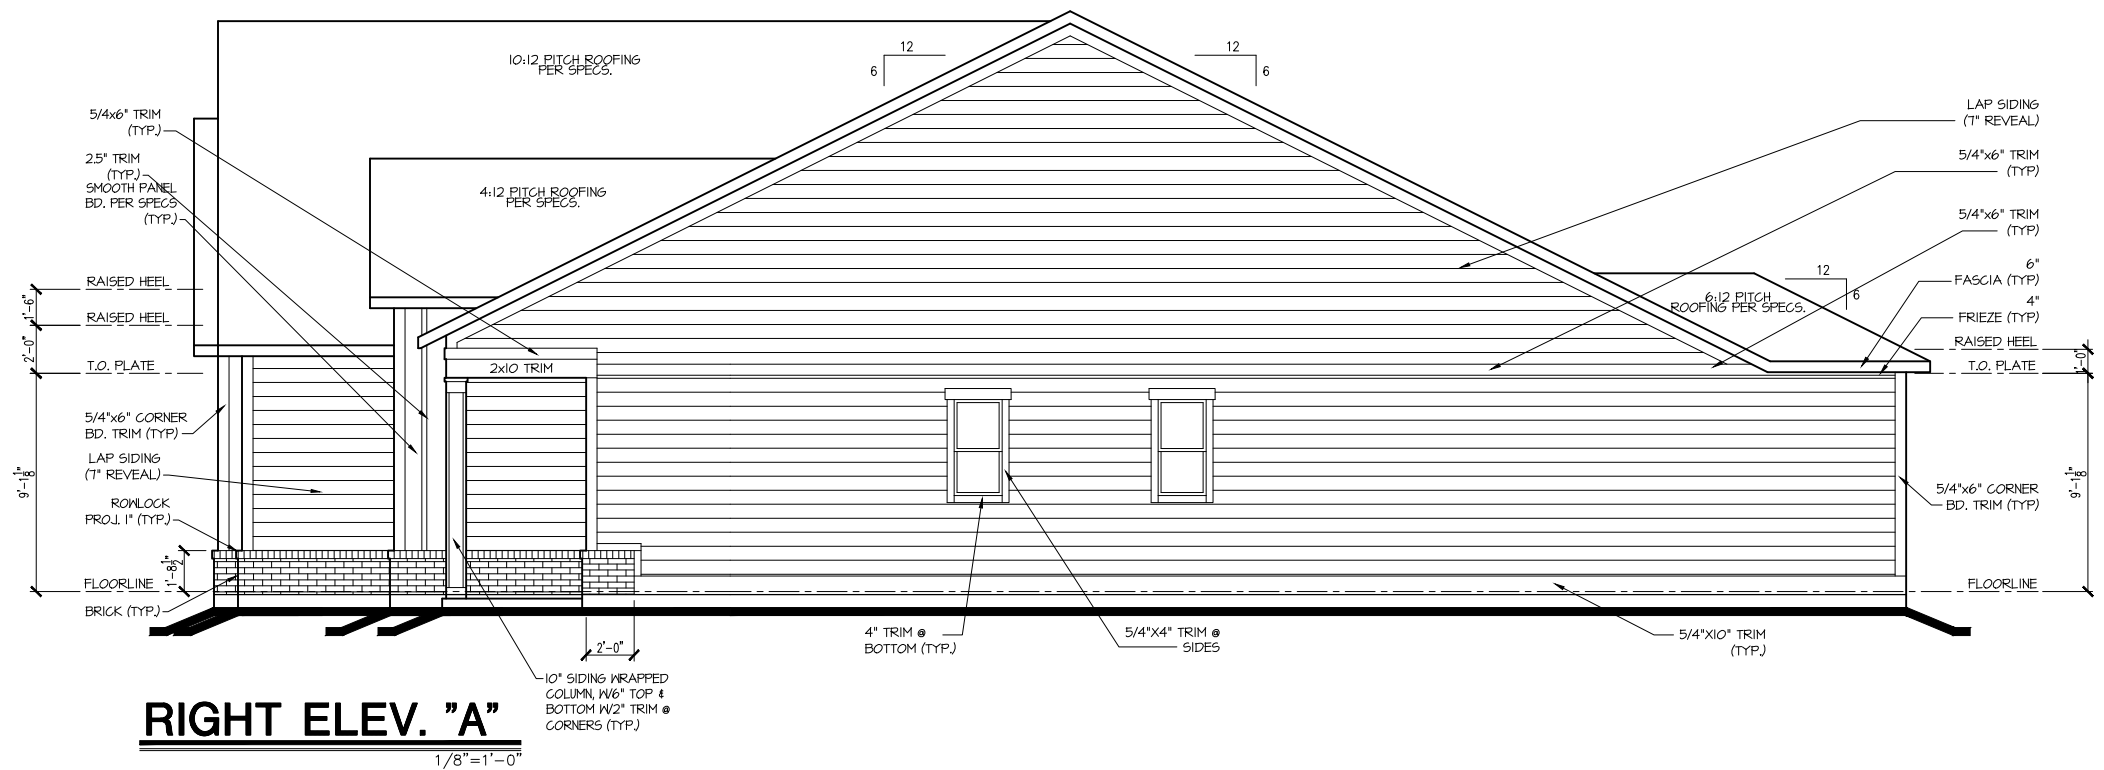 10:12 PITCH ROOFING
PER SPECS.
12
6
12
6
5/4x6" TRIM
(TYP.)
2.5" TRIM
(TYP.)
SMOOTH PANEL
BD. PER SPECS
(TYP.)
4:12 PITCH ROOFING
PER SPECS.
LAP SIDING
(7" REVEAL)
5/4"x6" TRIM
(TYP)
5/4"x6" TRIM
(TYP)
12
6
6:12 PITCH
ROOFING PER SPECS.
6"
FASCIA (TYP)
4"
FRIEZE (TYP)
RAISED HEEL
T.O. PLATE
1'-0"
9'-1 1/8"
RAISED HEEL
1'-6"
RAISED HEEL
2'-0"
T.O. PLATE
9'-1 1/8"
2x10 TRIM
5/4"x6" CORNER
BD. TRIM (TYP)
LAP SIDING
(7" REVEAL)
ROWLOCK
PROJ. 1" (TYP.)
1'-8 1/2"
FLOORLINE
BRICK (TYP.)
5/4"x6" CORNER
BD. TRIM (TYP)
FLOORLINE
2'-0"
4" TRIM @
BOTTOM (TYP.)
5/4"X4" TRIM @
SIDES
5/4"X10" TRIM
(TYP.)
10" SIDING WRAPPED
COLUMN, W/6" TOP &
BOTTOM W/2" TRIM @
CORNERS (TYP.)
RIGHT ELEV. "A"
1/8"=1'-0"